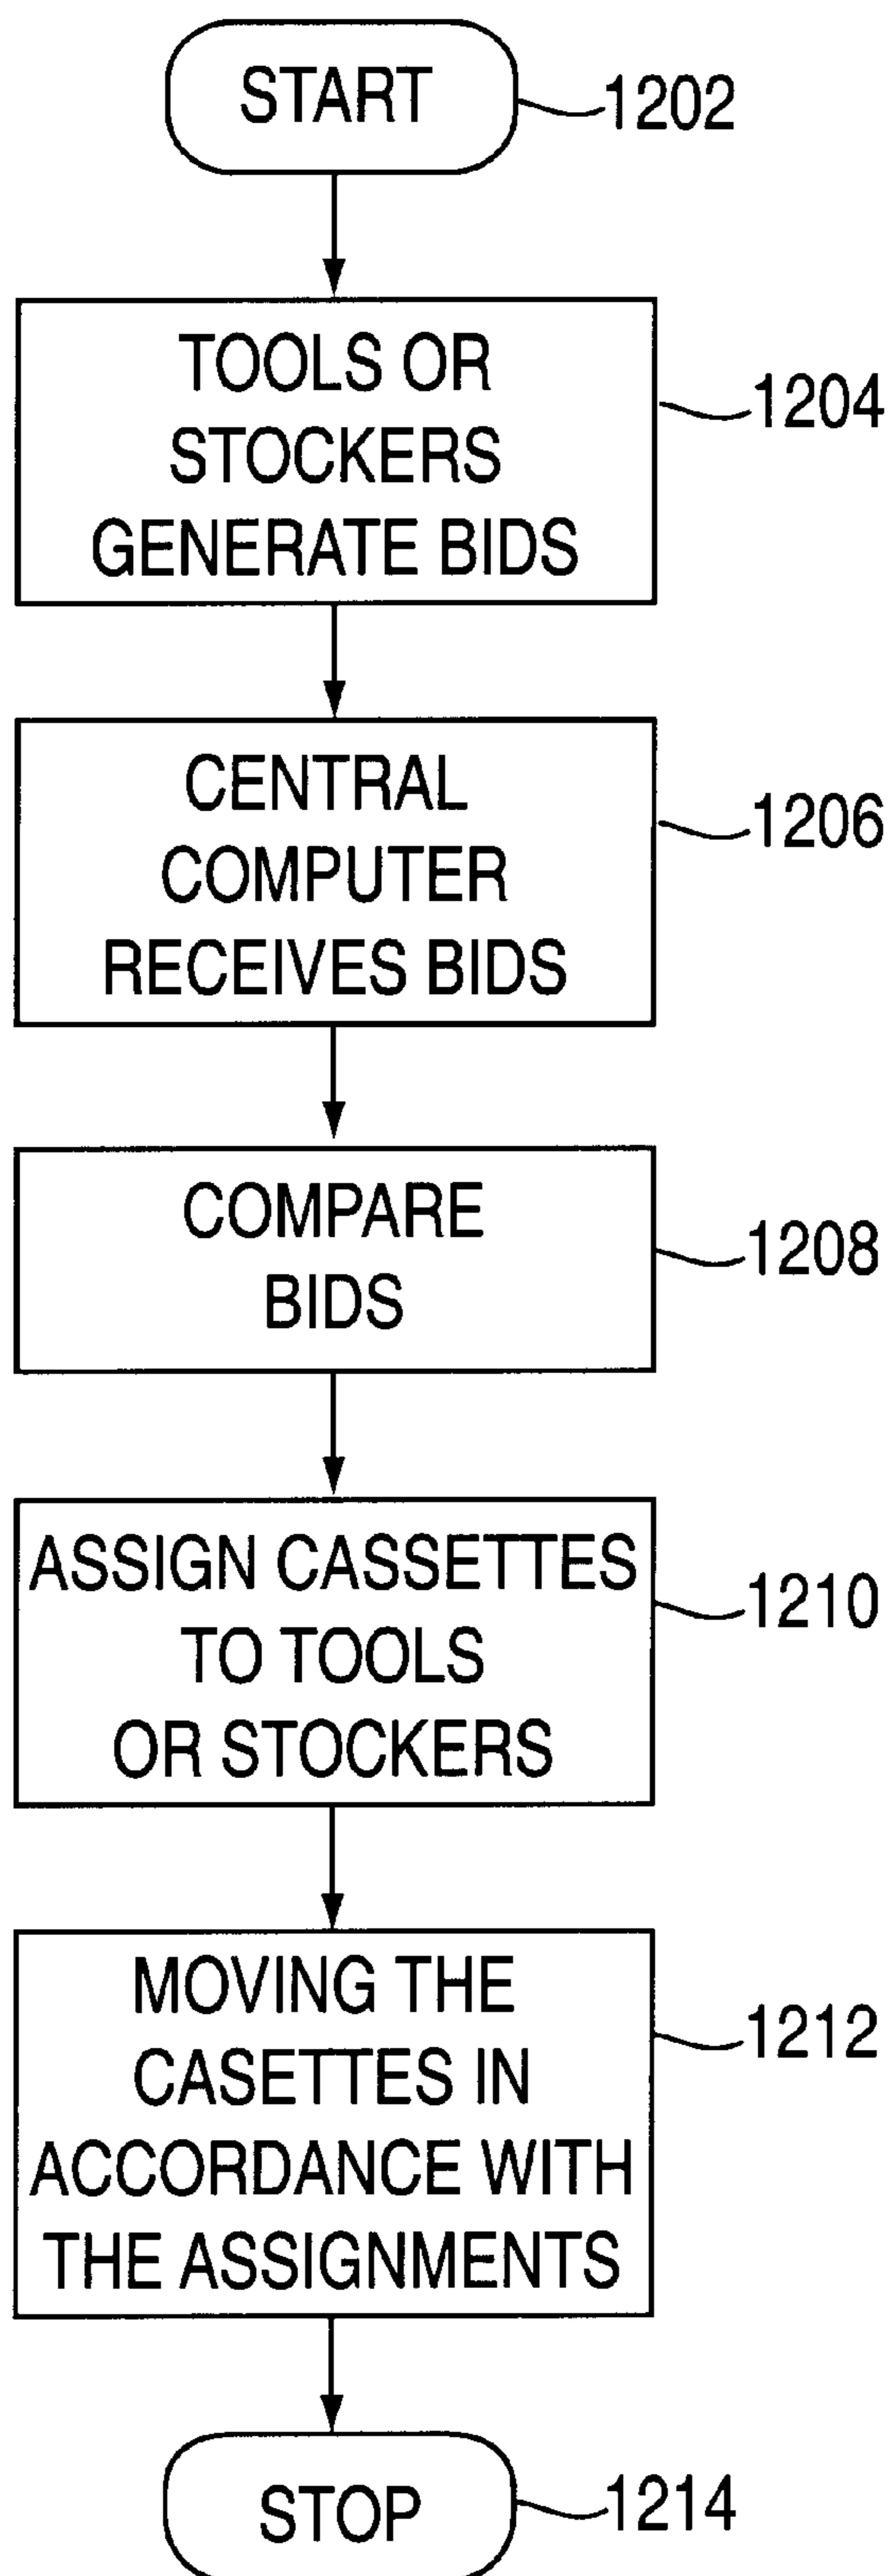 START
1202
TOOLS OR
STOCKERS
GENERATE BIDS
1204
CENTRAL
COMPUTER
RECEIVES BIDS
1206
COMPARE
BIDS
1208
ASSIGN CASSETTES
TO TOOLS
OR STOCKERS
1210
MOVING THE
CASETTES IN
ACCORDANCE WITH
THE ASSIGNMENTS
1212
STOP
1214